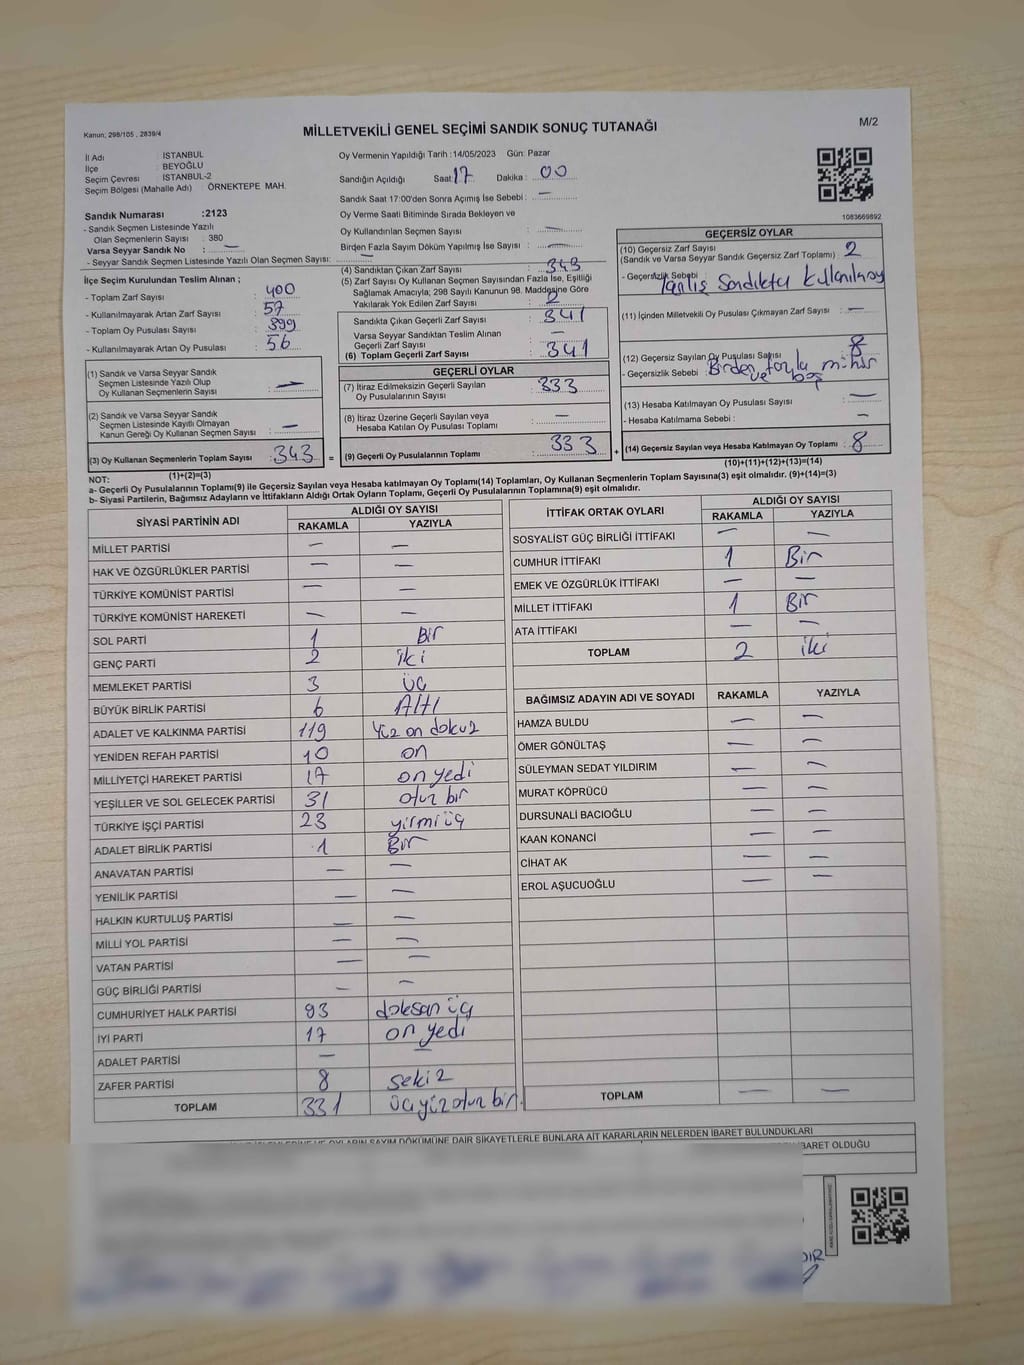 Kanun; 298/105 , 2839/4
MİLLETVEKİLİ GENEL SEÇİMİ SANDIK SONUÇ TUTANAĞI
M/2
İl Adı : İSTANBUL
İlçe : BEYOĞLU
Seçim Çevresi : İSTANBUL-2
Seçim Bölgesi (Mahalle Adı) : ÖRNEKTEPE MAH.
Sandık Numarası :2123
- Sandık Seçmen Listesinde Yazılı
Olan Seçmenlerin Sayısı : 380
Varsa Seyyar Sandık No : —
- Seyyar Sandık Seçmen Listesinde Yazılı Olan Seçmen Sayısı: —
Oy Vermenin Yapıldığı Tarih :14/05/2023 Gün: Pazar
Sandığın Açıldığı Saat: 17 Dakika : 00
Sandık Saat 17:00'den Sonra Açımış İse Sebebi : —
Oy Verme Saati Bitiminde Sırada Bekleyen ve
Oy Kullandırılan Seçmen Sayısı : —
Birden Fazla Sayım Döküm Yapılmış İse Sayısı : —
1083669892
İlçe Seçim Kurulundan Teslim Alınan ;
- Toplam Zarf Sayısı : 400
- Kullanılmayarak Artan Zarf Sayısı : 57
- Toplam Oy Pusulası Sayısı : 399
- Kullanılmayarak Artan Oy Pusulası : 56
(1) Sandık ve Varsa Seyyar Sandık
Seçmen Listesinde Yazılı Olup
Oy Kullanan Seçmenlerin Sayısı : —
(2) Sandık ve Varsa Seyyar Sandık
Seçmen Listesinde Kayıtlı Olmayan
Kanun Gereği Oy Kullanan Seçmen Sayısı : —
(3) Oy Kullanan Seçmenlerin Toplam Sayısı : 343 =
(1)+(2)=(3)
(4) Sandıktan Çıkan Zarf Sayısı : 343
(5) Zarf Sayısı Oy Kullanan Seçmen Sayısından Fazla İse, Eşitliği
Sağlamak Amacıyla; 298 Sayılı Kanunun 98. Maddesine Göre
Yakılarak Yok Edilen Zarf Sayısı : 2
Sandıkta Çıkan Geçerli Zarf Sayısı : 341
Varsa Seyyar Sandıktan Teslim Alınan
Geçerli Zarf Sayısı : —
(6) Toplam Geçerli Zarf Sayısı : 341
GEÇERLİ OYLAR
(7) İtiraz Edilmeksizin Geçerli Sayılan
Oy Pusulasının Sayısı : 333
(8) İtiraz Üzerine Geçerli Sayılan veya
Hesaba Katılan Oy Pusulası Toplamı : —
(9) Geçerli Oy Pusulalarının Toplamı : 333 +
GEÇERSİZ OYLAR
(10) Geçersiz Zarf Sayısı
(Sandık ve Varsa Seyyar Sandık Geçersiz Zarf Toplamı) : 2
- Geçersizlik Sebebi : Yanlış Sandıkta kullanılmış
(11) İçinden Milletvekili Oy Pusulası Çıkmayan Zarf Sayısı : —
(12) Geçersiz Sayılan Oy Pusulası Sayısı : 8
- Geçersizlik Sebebi : Birden fazla mühür
ve boş
(13) Hesaba Katılmayan Oy Pusulası Sayısı : —
- Hesaba Katılmama Sebebi : —
(14) Geçersiz Sayılan veya Hesaba Katılmayan Oy Toplamı : 8
(10)+(11)+(12)+(13)=(14)
NOT:
a- Geçerli Oy Pusulalarının Toplamı(9) ile Geçersiz Sayılan veya Hesaba katılmayan Oy Toplamı(14) Toplamları, Oy Kullanan Seçmenlerin Toplam Sayısına(3) eşit olmalıdır. (9)+(14)=(3)
b- Siyasi Partilerin, Bağımsız Adayların ve İttifakların Aldığı Ortak Oyların Toplamı, Geçerli Oy Pusulalarının Toplamına(9) eşit olmalıdır.
SİYASİ PARTİNİN ADI ALDIĞI OY SAYISI
RAKAMLA YAZIYLA
MİLLET PARTİSİ — —
HAK VE ÖZGÜRLÜKLER PARTİSİ — —
TÜRKİYE KOMÜNİST PARTİSİ — —
TÜRKİYE KOMÜNİST HAREKETİ — —
SOL PARTİ 1 Bir
GENÇ PARTİ 2 iki
MEMLEKET PARTİSİ 3 üç
BÜYÜK BİRLİK PARTİSİ 6 Altı
ADALET VE KALKINMA PARTİSİ 119 Yüz on dokuz
YENİDEN REFAH PARTİSİ 10 on
MİLLİYETÇİ HAREKET PARTİSİ 17 on yedi
YEŞİLLER VE SOL GELECEK PARTİSİ 31 otuz bir
TÜRKİYE İŞÇİ PARTİSİ 23 yirmi üç
ADALET BİRLİK PARTİSİ 1 Bir
ANAVATAN PARTİSİ — —
YENİLİK PARTİSİ — —
HALKIN KURTULUŞ PARTİSİ — —
MİLLİ YOL PARTİSİ — —
VATAN PARTİSİ — —
GÜÇ BİRLİĞİ PARTİSİ — —
CUMHURİYET HALK PARTİSİ 93 doksan üç
İYİ PARTİ 17 on yedi
ADALET PARTİSİ — —
ZAFER PARTİSİ 8 sekiz
TOPLAM 331 üç yüz otuz bir.
İTTİFAK ORTAK OYLARI ALDIĞI OY SAYISI
RAKAMLA YAZIYLA
SOSYALİST GÜÇ BİRLİĞİ İTTİFAKI — —
CUMHUR İTTİFAKI 1 Bir
EMEK VE ÖZGÜRLÜK İTTİFAKI — —
MİLLET İTTİFAKI 1 Bir
ATA İTTİFAKI — —
TOPLAM 2 iki
BAĞIMSIZ ADAYIN ADI VE SOYADI RAKAMLA YAZIYLA
HAMZA BULDU — —
ÖMER GÖNÜLTAŞ — —
SÜLEYMAN SEDAT YILDIRIM — —
MURAT KÖPRÜCÜ — —
DURSUNALİ BACIOĞLU — —
KAAN KONANCİ — —
CİHAT AK — —
EROL AŞUCUOĞLU — —
TOPLAM — —
OYLARIN SAYIM DÖKÜMÜNE DAİR ŞİKAYETLERLE BUNLARA AİT KARARLARIN NELERDEN İBARET BULUNDUKLARI
İBARET OLDUĞU